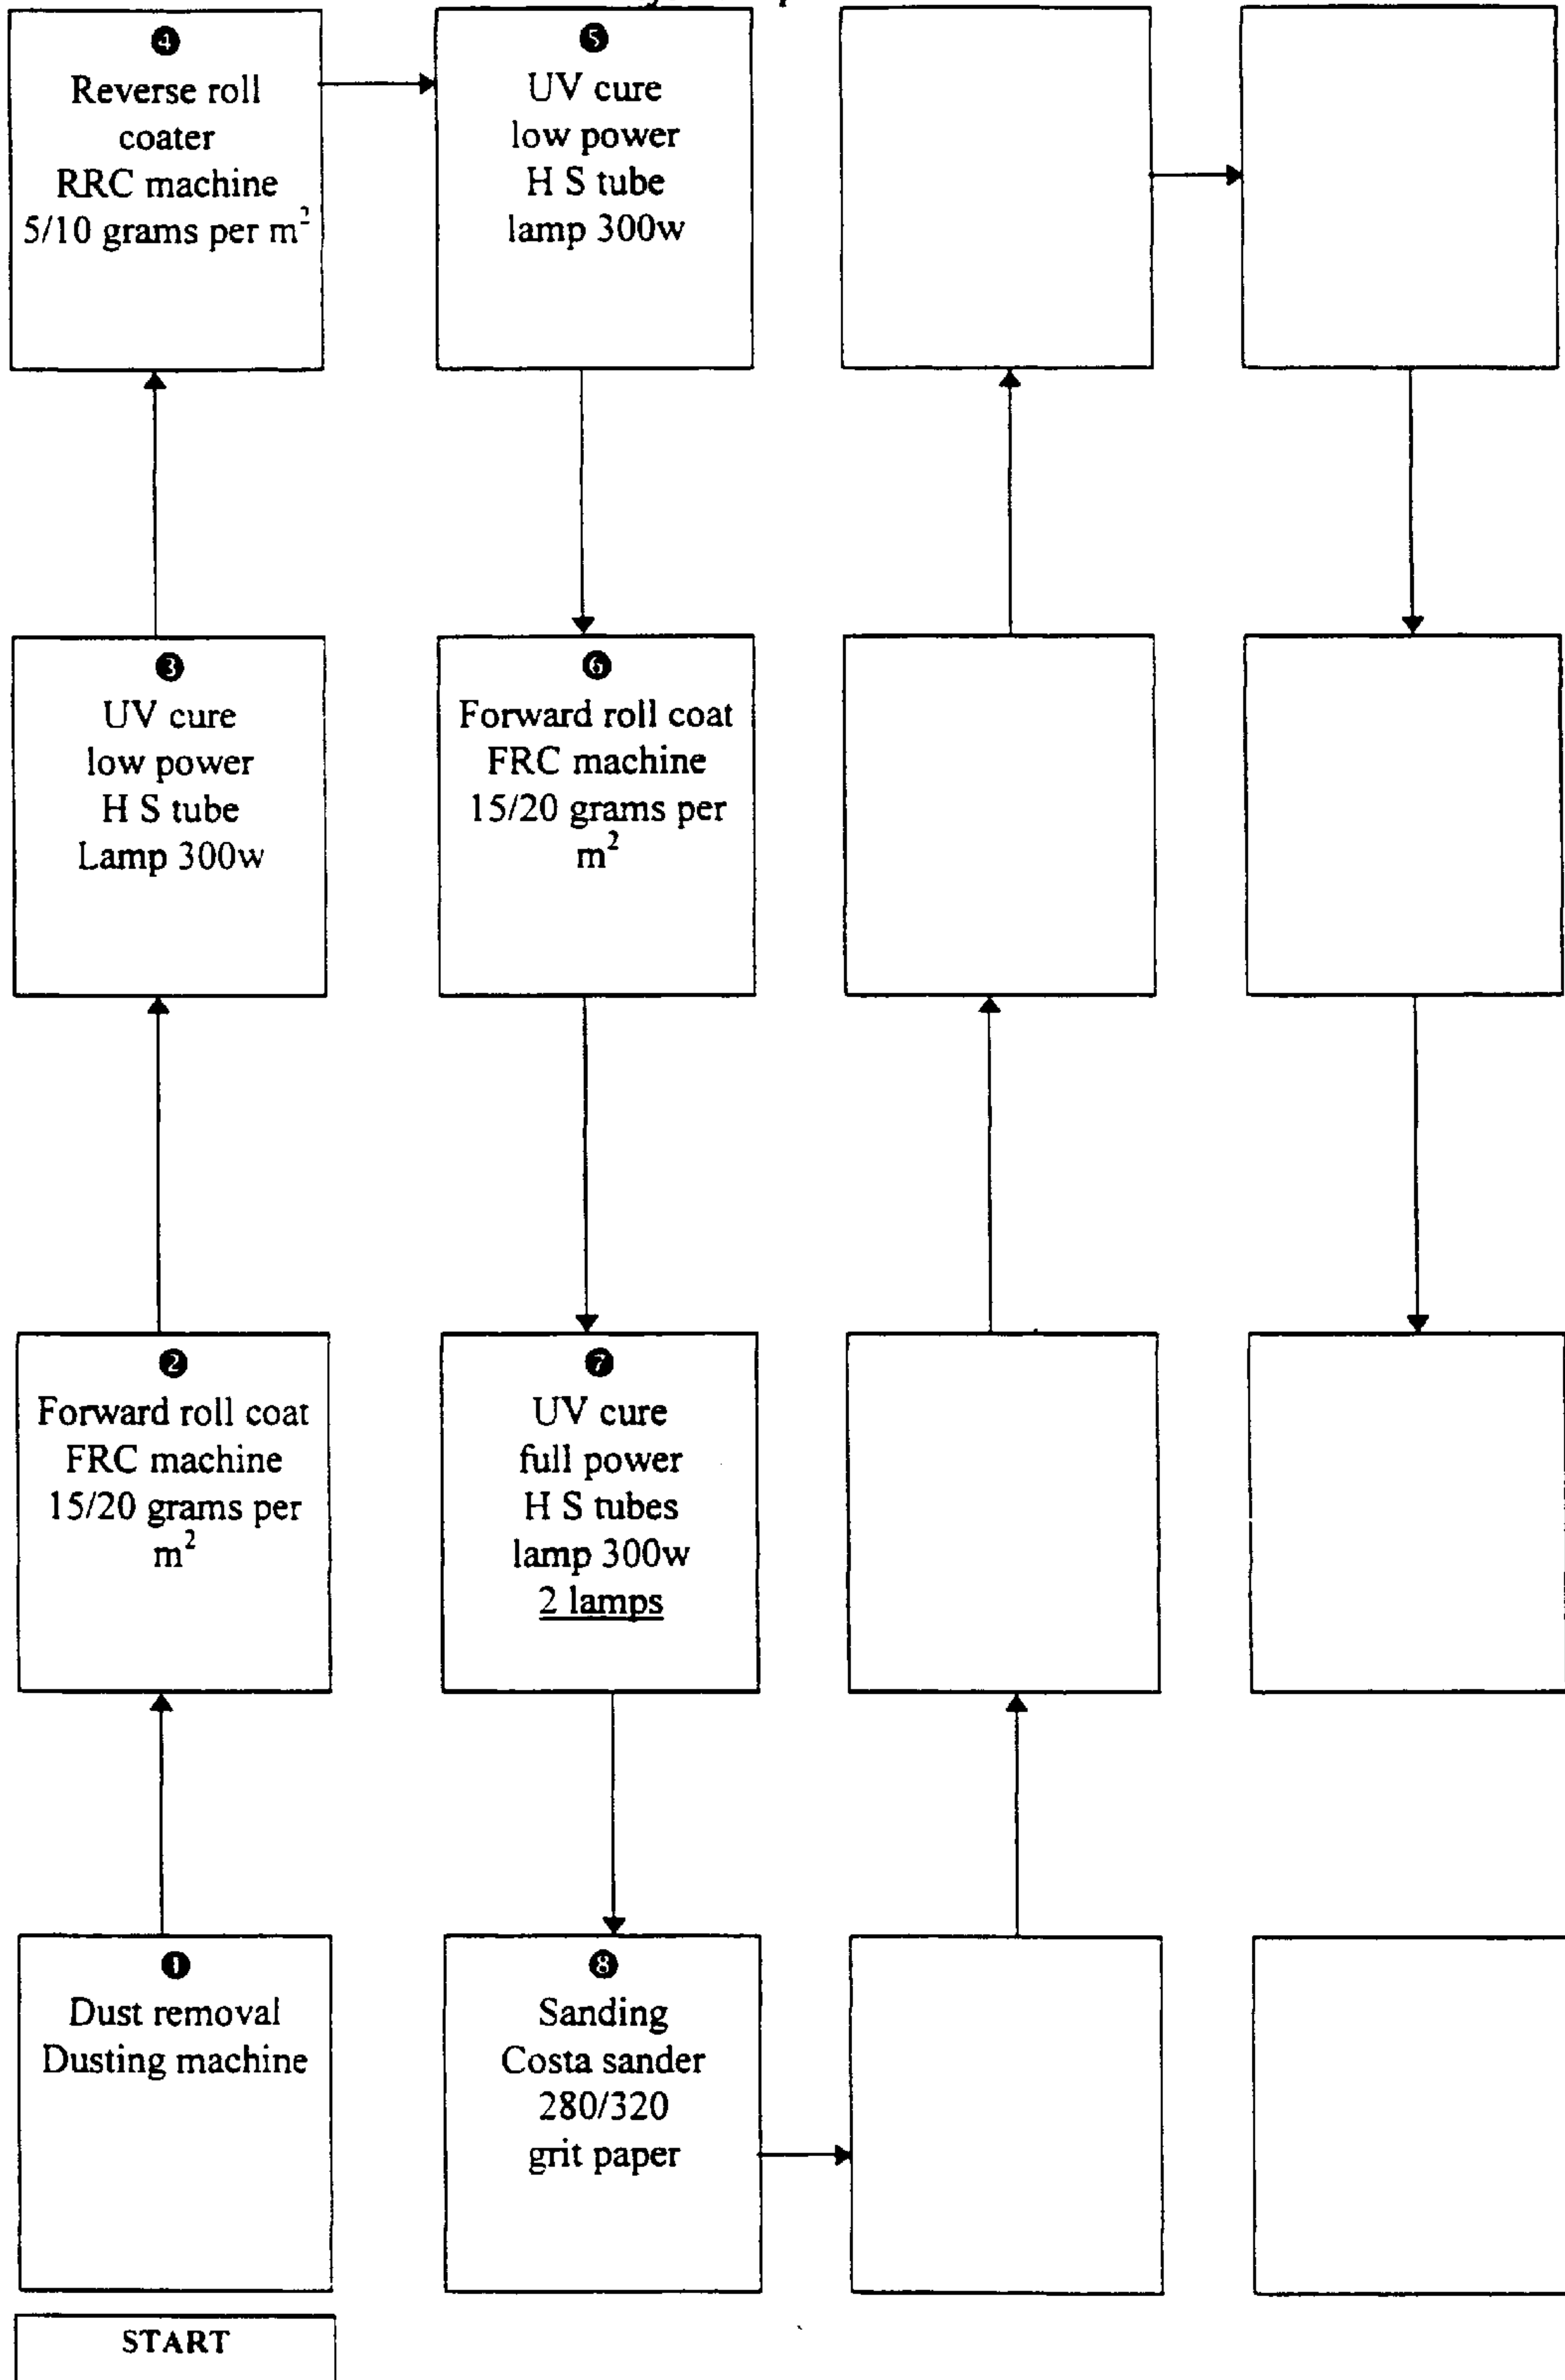 ❹
Reverse roll
coater
RRC machine
5/10 grams per m²
❺
UV cure
low power
H S tube
lamp 300w
❸
UV cure
low power
H S tube
Lamp 300w
❻
Forward roll coat
FRC machine
15/20 grams per
m²
❷
Forward roll coat
FRC machine
15/20 grams per
m²
❼
UV cure
full power
H S tubes
lamp 300w
2 lamps
❶
Dust removal
Dusting machine
❽
Sanding
Costa sander
280/320
grit paper
START